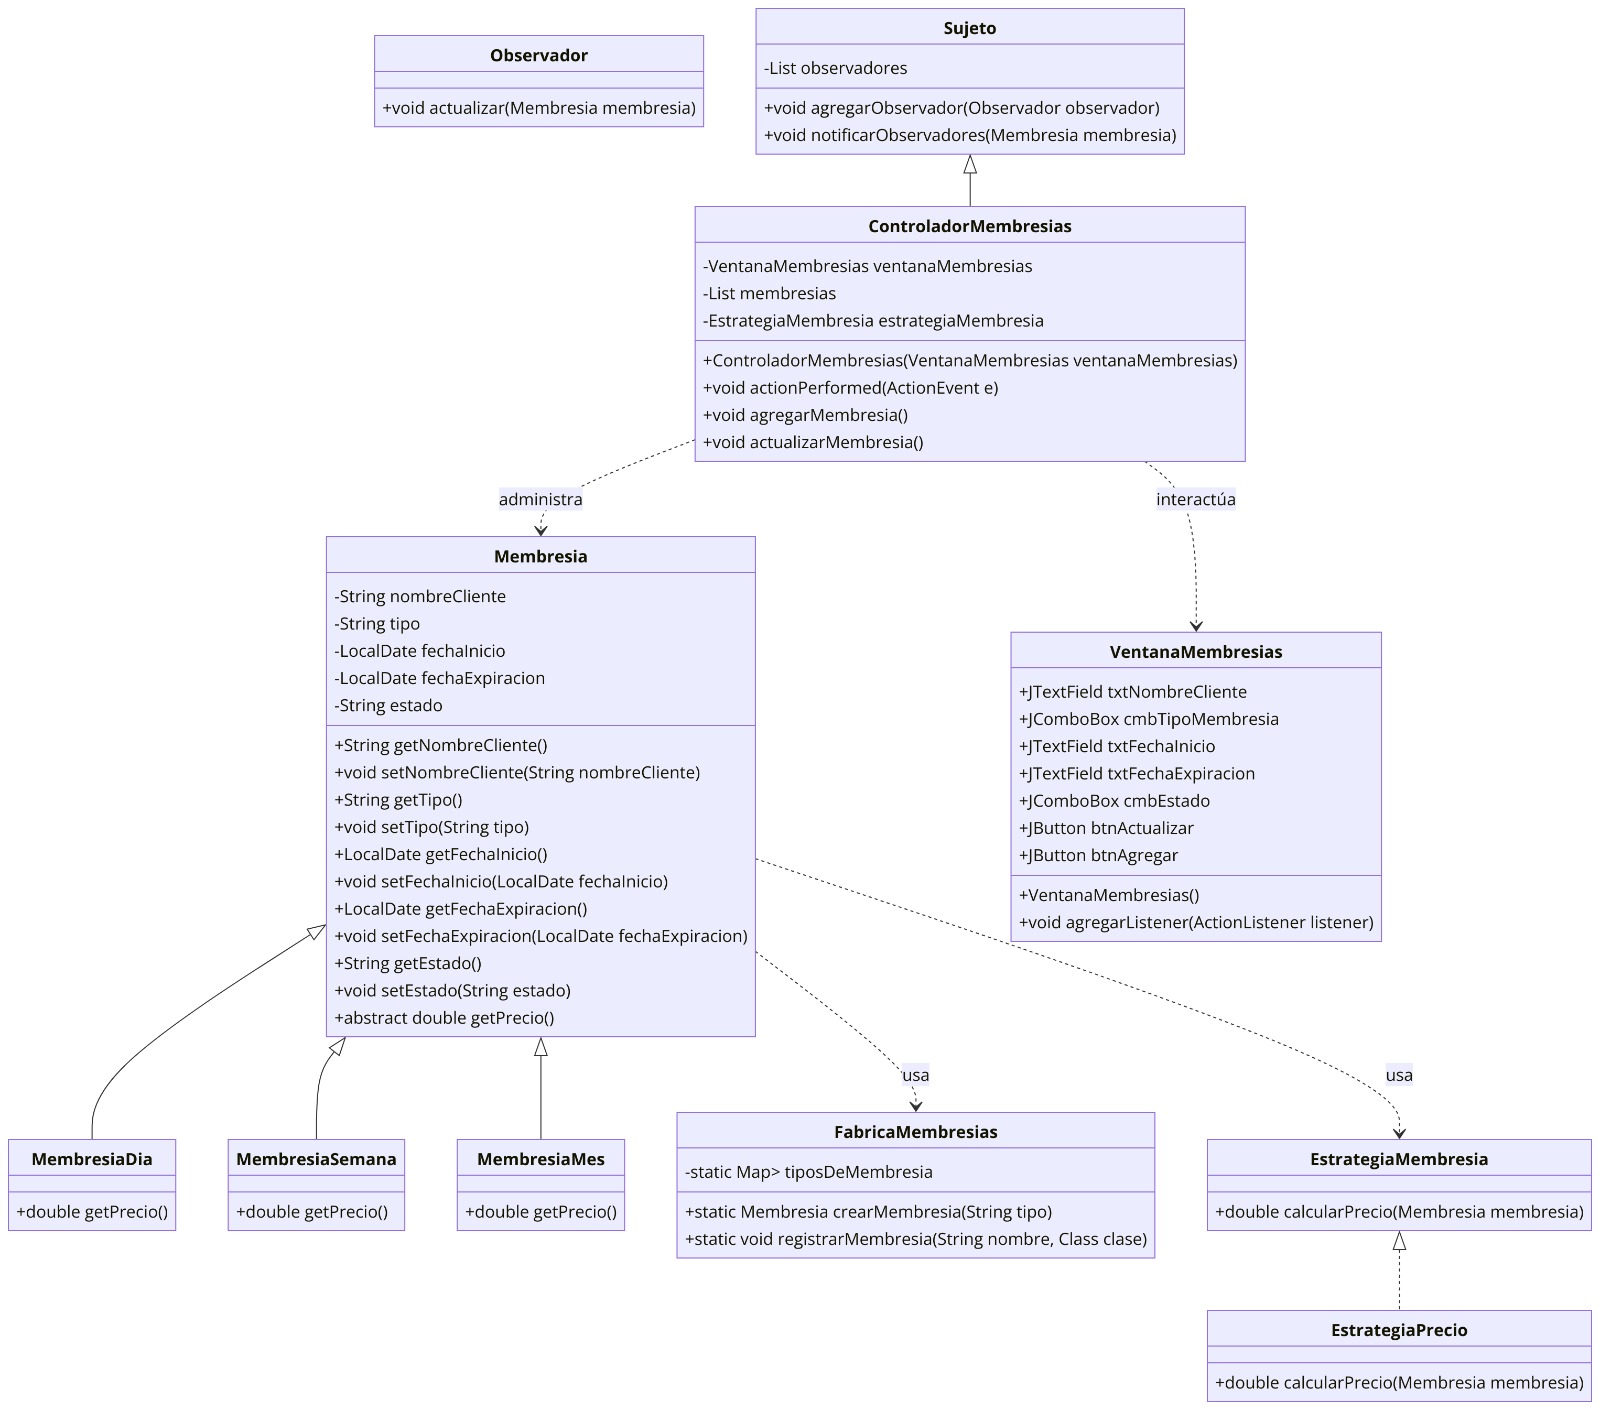 Observador
+void actualizar(Membresia membresia)
Sujeto
-List observadores
+void agregarObservador(Observador observador)
+void notificarObservadores(Membresia membresia)
ControladorMembresias
-VentanaMembresias ventanaMembresias
-List membresias
-EstrategiaMembresia estrategiaMembresia
+ControladorMembresias(VentanaMembresias ventanaMembresias)
+void actionPerformed(ActionEvent e)
+void agregarMembresia()
+void actualizarMembresia()
administra
interactúa
Membresia
-String nombreCliente
-String tipo
-LocalDate fechaInicio
-LocalDate fechaExpiracion
-String estado
+String getNombreCliente()
+void setNombreCliente(String nombreCliente)
+String getTipo()
+void setTipo(String tipo)
+LocalDate getFechaInicio()
+void setFechaInicio(LocalDate fechaInicio)
+LocalDate getFechaExpiracion()
+void setFechaExpiracion(LocalDate fechaExpiracion)
+String getEstado()
+void setEstado(String estado)
+abstract double getPrecio()
VentanaMembresias
+JTextField txtNombreCliente
+JComboBox cmbTipoMembresia
+JTextField txtFechaInicio
+JTextField txtFechaExpiracion
+JComboBox cmbEstado
+JButton btnActualizar
+JButton btnAgregar
+VentanaMembresias()
+void agregarListener(ActionListener listener)
usa
usa
MembresiaDia
+double getPrecio()
MembresiaSemana
+double getPrecio()
MembresiaMes
+double getPrecio()
FabricaMembresias
-static Map> tiposDeMembresia
+static Membresia crearMembresia(String tipo)
+static void registrarMembresia(String nombre, Class clase)
EstrategiaMembresia
+double calcularPrecio(Membresia membresia)
EstrategiaPrecio
+double calcularPrecio(Membresia membresia)